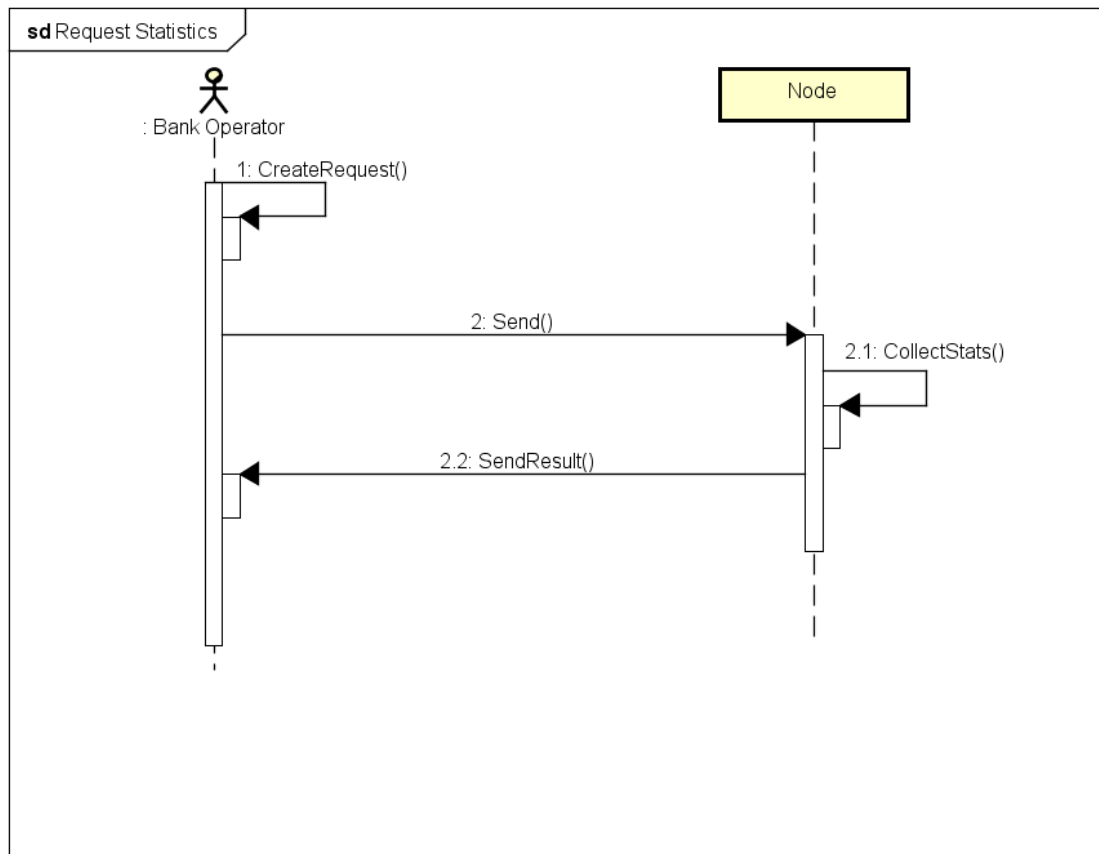 sd Request Statistics
Node
: Bank Operator
1: CreateRequest()
2: Send()
2.1: CollectStats()
2.2: SendResult()